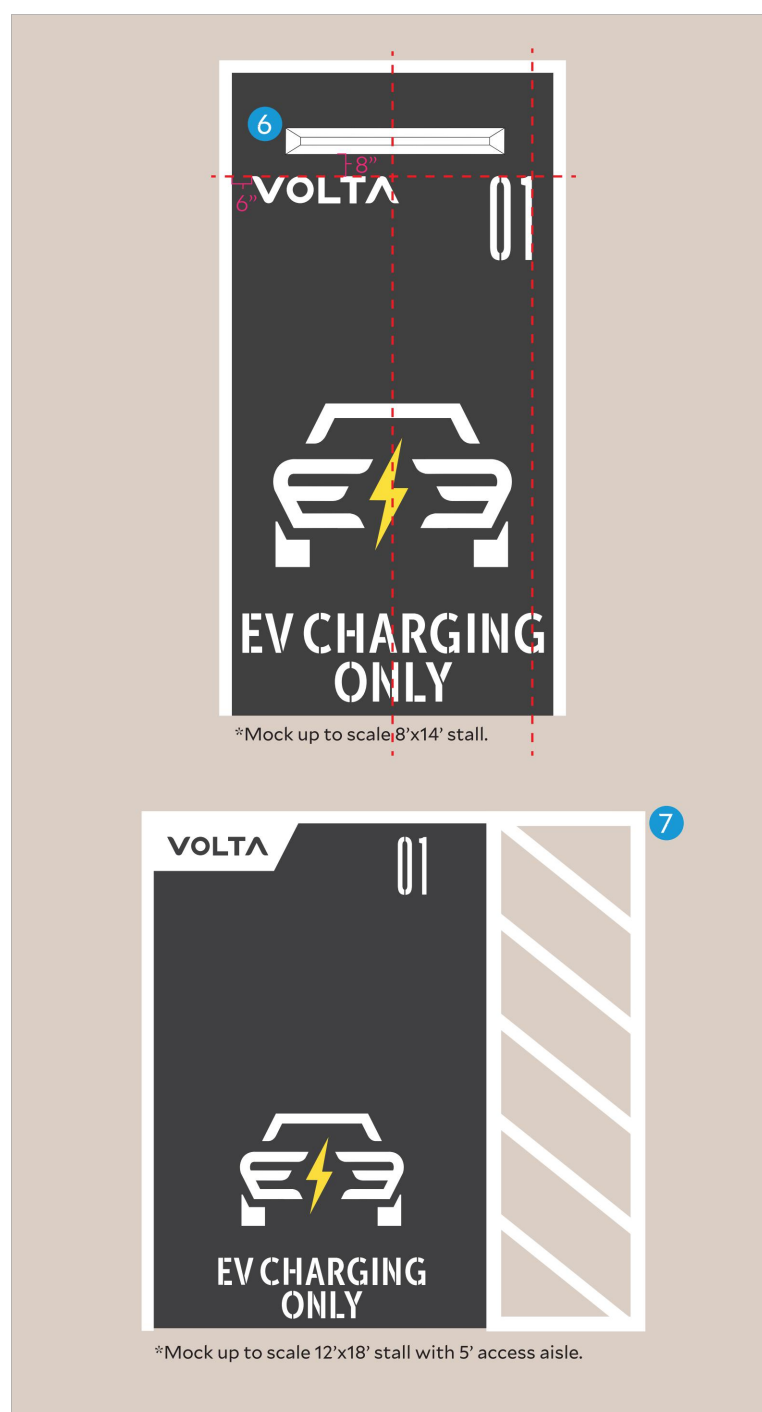 6
8”
6”
VOLTA
01
EV CHARGING
ONLY
*Mock up to scale 8’x14’ stall.
7
VOLTA
01
EV CHARGING
ONLY
*Mock up to scale 12’x18’ stall with 5’ access aisle.